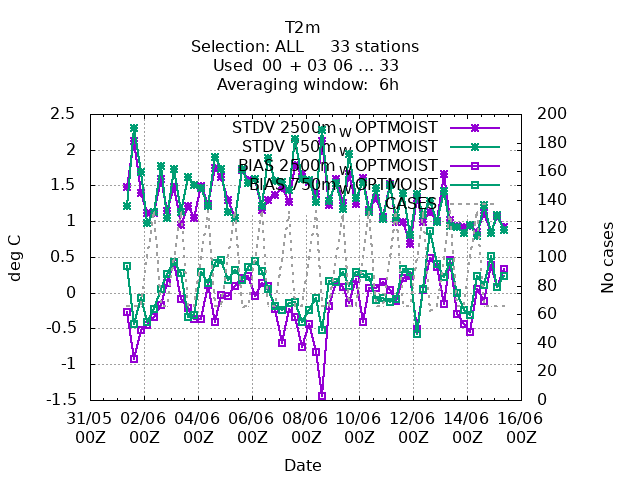 T2m
Selection: ALL 33 stations
Used 00 + 03 06 ... 33
Averaging window: 6h
STDV 2500m_W OPTMOIST
STDV 750m_W OPTMOIST
BIAS 2500m_W OPTMOIST
BIAS 750m_W OPTMOIST
CASES
deg C
2.5
2
1.5
1
0.5
0
-0.5
-1
-1.5
No cases
200
180
160
140
120
100
80
60
40
20
0
31/05 02/06 04/06 06/06 08/06 10/06 12/06 14/06 16/06
00Z 00Z 00Z 00Z 00Z 00Z 00Z 00Z 00Z
Date